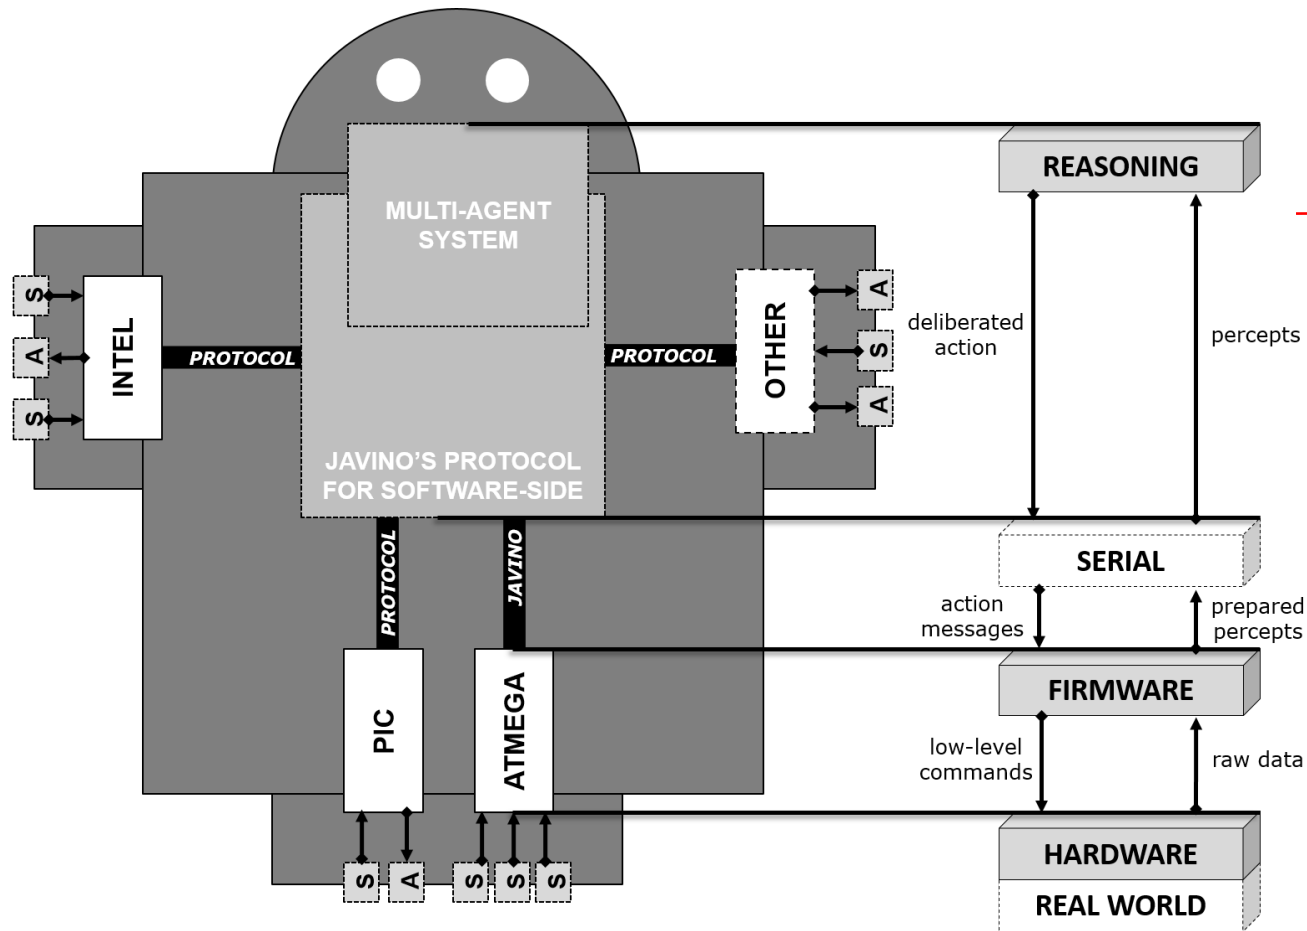 MULTI-AGENT
SYSTEM
JAVINO'S PROTOCOL
FOR SOFTWARE-SIDE
S
A
S
INTEL
PROTOCOL
PROTOCOL
OTHER
A
S
A
PROTOCOL
JAVINO
PIC
ATMEGA
S
A
S
S
S
REASONING
deliberated
action
percepts
SERIAL
action
messages
prepared
percepts
FIRMWARE
low-level
commands
raw data
HARDWARE
REAL WORLD